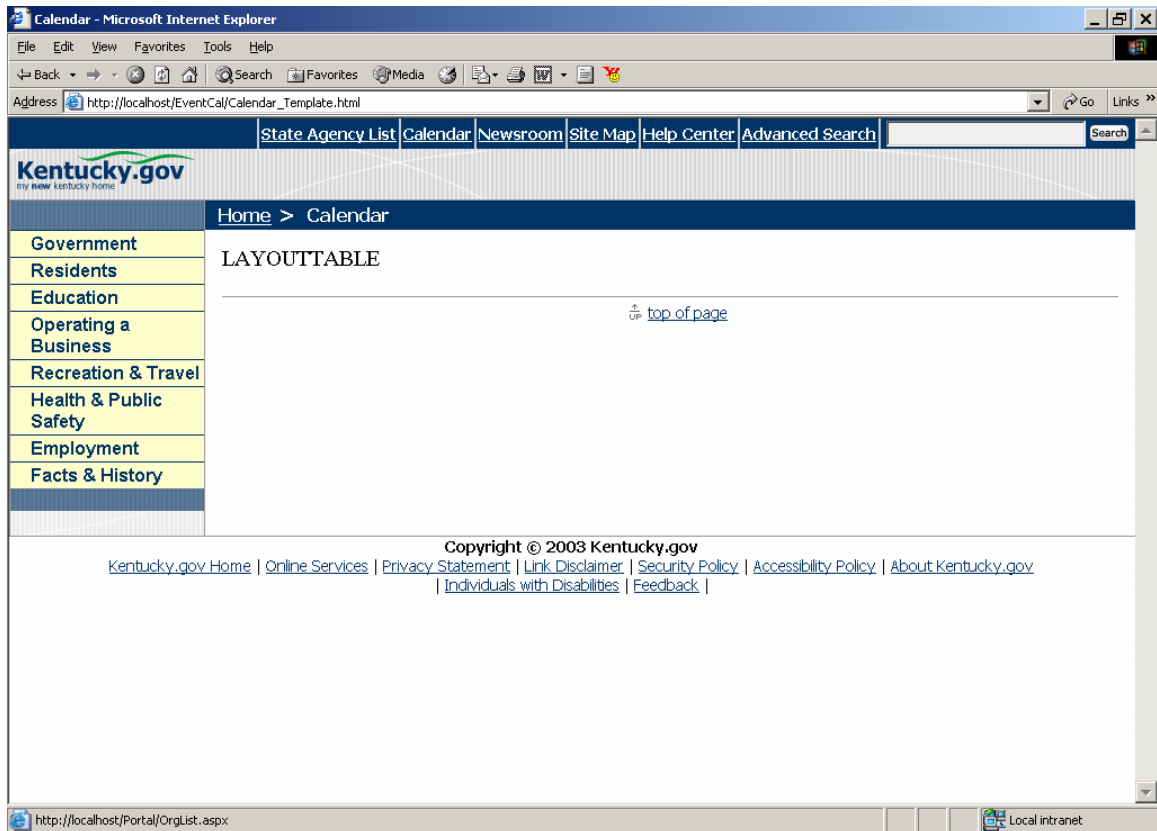 Calendar - Microsoft Internet Explorer
File Edit View Favorites Tools Help
Back Search Favorites Media
Address http://localhost/EventCal/Calendar_Template.html Go Links »
State Agency List Calendar Newsroom Site Map Help Center Advanced Search Search
Kentucky.gov
my new kentucky home
Home > Calendar
Government
Residents
Education
Operating a
Business
Recreation & Travel
Health & Public
Safety
Employment
Facts & History
LAYOUTTABLE
UP top of page
Copyright © 2003 Kentucky.gov
Kentucky.gov Home | Online Services | Privacy Statement | Link Disclaimer | Security Policy | Accessibility Policy | About Kentucky.gov
| Individuals with Disabilities | Feedback |
http://localhost/Portal/OrgList.aspx Local intranet